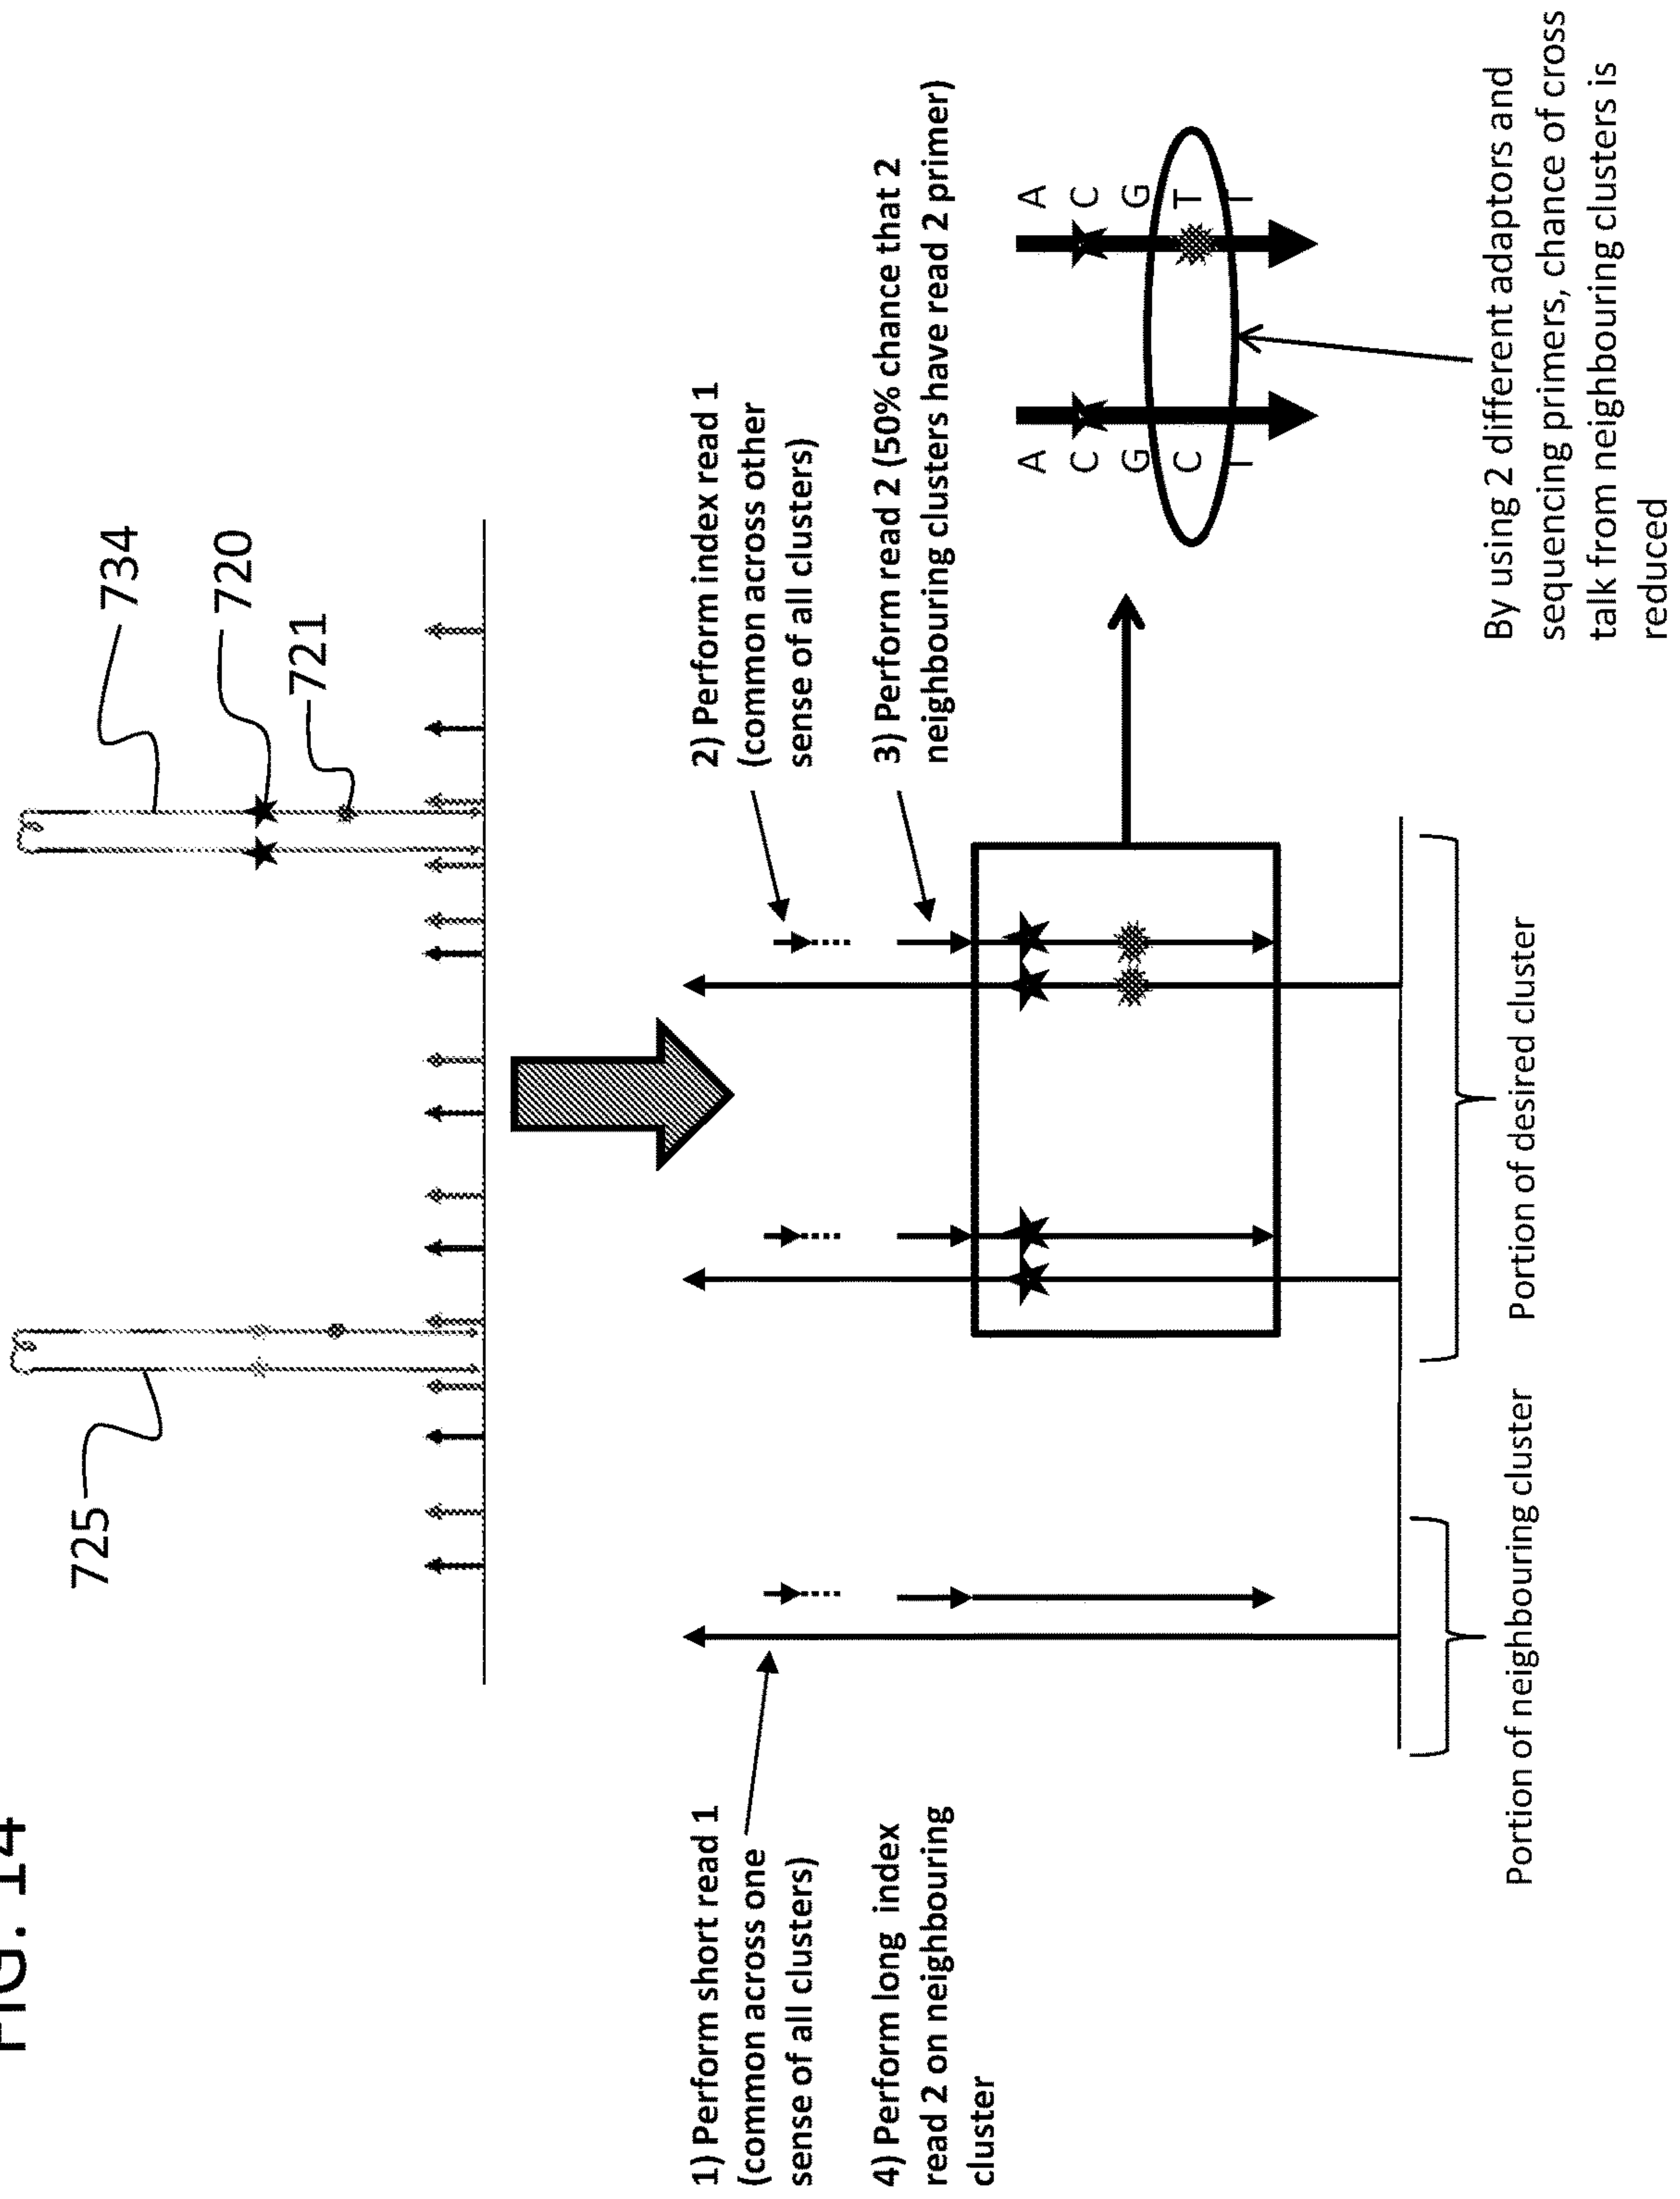 FIG. 14
725
734
720
721
1) Perform short read 1
(common across one
sense of all clusters)
4) Perform long index
read 2 on neighbouring
cluster
2) Perform index read 1
(common across other
sense of all clusters)
3) Perform read 2 (50% chance that 2
neighbouring clusters have read 2 primer)
A
C
G
C
T
A
C
G
T
T
Portion of neighbouring cluster
Portion of desired cluster
By using 2 different adaptors and
sequencing primers, chance of cross
talk from neighbouring clusters is
reduced